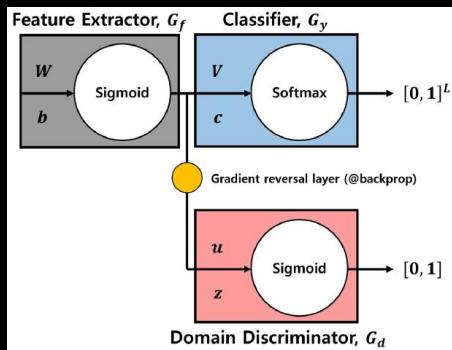 Feature Extractor, G_f
Classifier, G_y
W
b
Sigmoid
V
c
Softmax
[0, 1]^L
Gradient reversal layer (@backprop)
u
z
Sigmoid
[0, 1]
Domain Discriminator, G_d